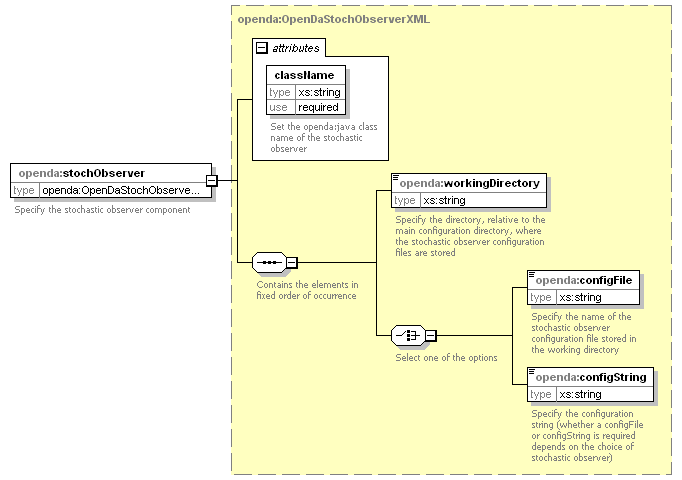 openda:OpenDaStochObserverXML
attributes
className
type xs:string
use required
Set the openda:java class
name of the stochastic
observer
openda:stochObserver
type openda:OpenDaStochObserve...
Specify the stochastic observer component
openda:workingDirectory
type xs:string
Specify the directory, relative to the
main configuration directory, where
the stochastic observer configuration
files are stored
Contains the elements in
fixed order of occurrence
openda:configFile
type xs:string
Specify the name of the
stochastic observer
configuration file stored in
the working directory
Select one of the options
openda:configString
type xs:string
Specify the configuration
string (whether a configFile
or configString is required
depends on the choice of
stochastic observer)